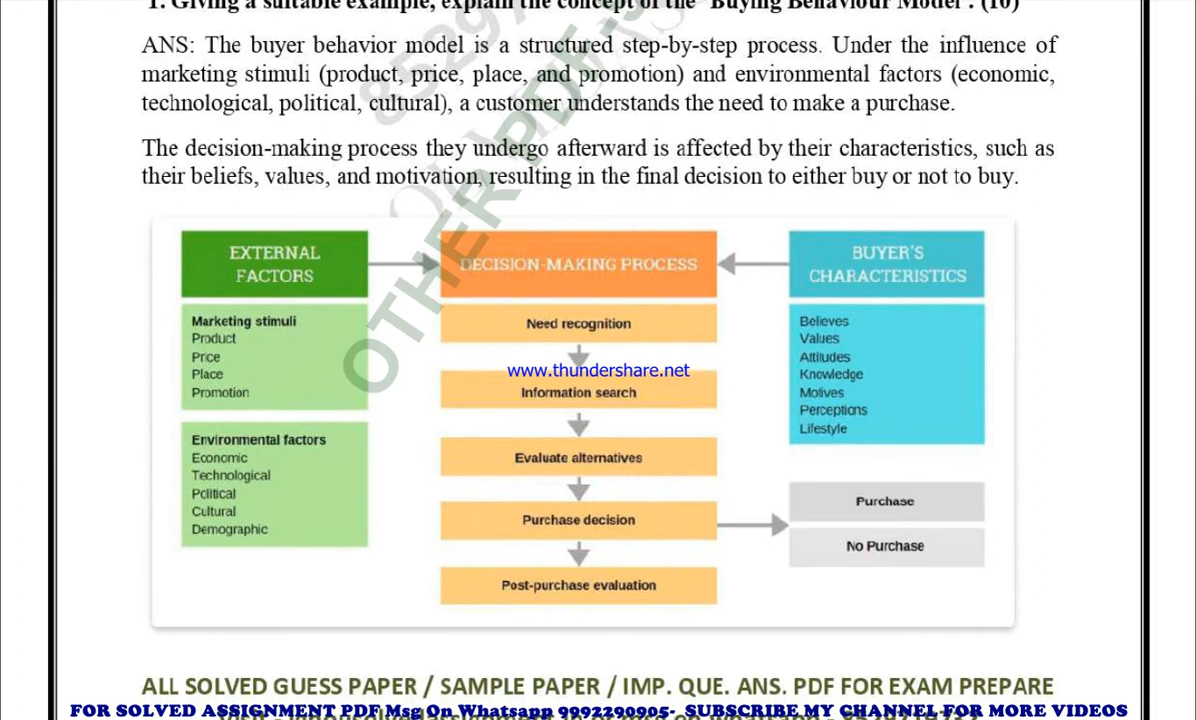 1. Giving a suitable example, explain the concept of the "Buying Behaviour Model". (10)
ANS: The buyer behavior model is a structured step-by-step process. Under the influence of
marketing stimuli (product, price, place, and promotion) and environmental factors (economic,
technological, political, cultural), a customer understands the need to make a purchase.
The decision-making process they undergo afterward is affected by their characteristics, such as
their beliefs, values, and motivation, resulting in the final decision to either buy or not to buy.
EXTERNAL
FACTORS
Marketing stimuli
Product
Price
Place
Promotion
Environmental factors
Economic
Technological
Political
Cultural
Demographic
DECISION-MAKING PROCESS
Need recognition
www.thundershare.net
Information search
Evaluate alternatives
Purchase decision
Post-purchase evaluation
BUYER'S
CHARACTERISTICS
Believes
Values
Attitudes
Knowledge
Motives
Perceptions
Lifestyle
Purchase
No Purchase
OTHER PDF
ALL SOLVED GUESS PAPER / SAMPLE PAPER / IMP. QUE. ANS. PDF FOR EXAM PREPARE
FOR SOLVED ASSIGNMENT PDF Msg On Whatsapp 9992290905- SUBSCRIBE MY CHANNEL FOR MORE VIDEOS